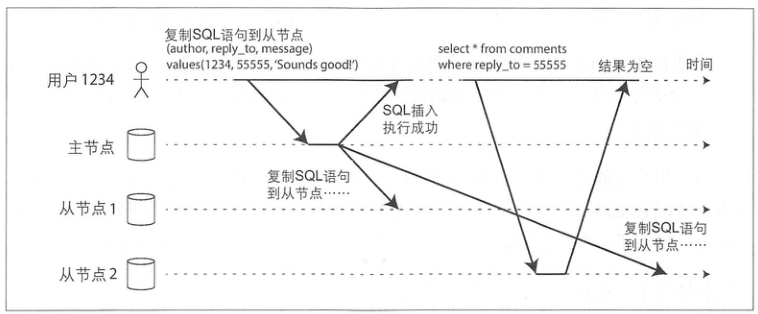 复制SQL语句到从节点
(author, reply_to, message)
values(1234, 55555, ‘Sounds good!’)
select * from comments
where reply_to = 55555
结果为空
时间
用户 1234
SQL插入
执行成功
主节点
复制SQL语句
到从节点……
从节点 1
复制SQL语句
到从节点……
从节点 2